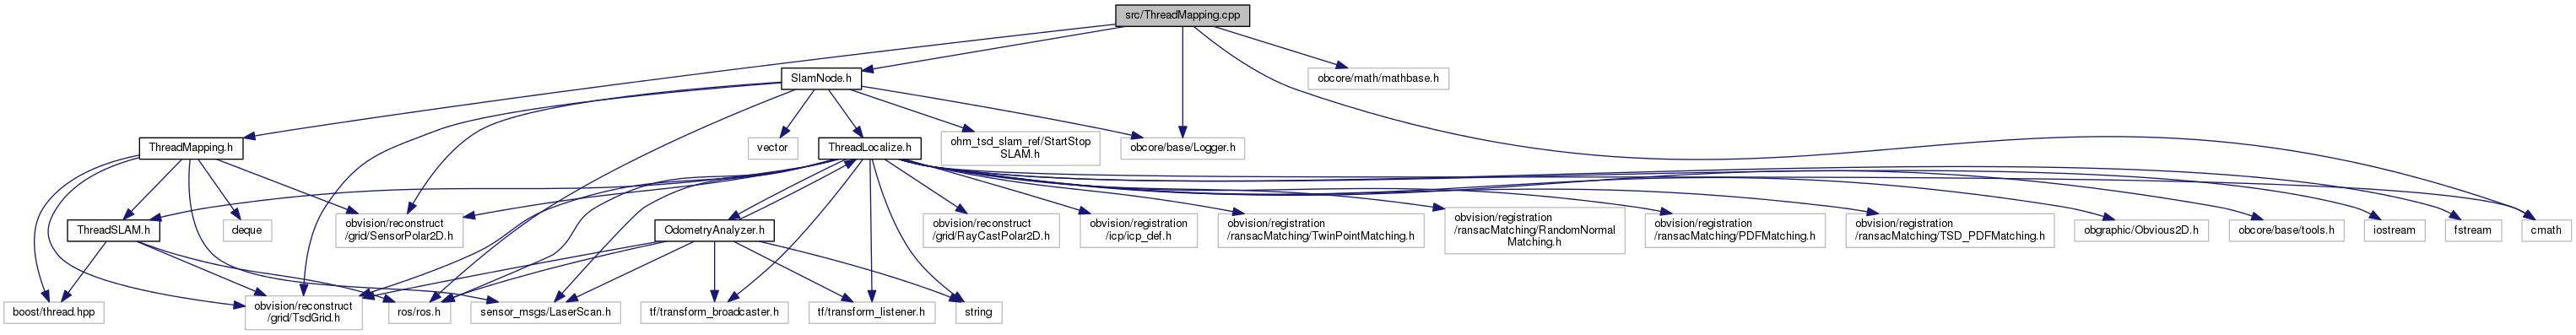 src/ThreadMapping.cpp
SlamNode.h
obcore/math/mathbase.h
ThreadMapping.h
vector
ThreadLocalize.h
ohm_tsd_slam_ref/StartStop
SLAM.h
obcore/base/Logger.h
ThreadSLAM.h
deque
obvision/reconstruct
/grid/SensorPolar2D.h
OdometryAnalyzer.h
obvision/reconstruct
/grid/RayCastPolar2D.h
obvision/registration
/icp/icp_def.h
obvision/registration
/ransacMatching/TwinPointMatching.h
obvision/registration
/ransacMatching/RandomNormal
Matching.h
obvision/registration
/ransacMatching/PDFMatching.h
obvision/registration
/ransacMatching/TSD_PDFMatching.h
obgraphic/Obvious2D.h
obcore/base/tools.h
iostream
fstream
cmath
boost/thread.hpp
obvision/reconstruct
/grid/TsdGrid.h
ros/ros.h
sensor_msgs/LaserScan.h
tf/transform_broadcaster.h
tf/transform_listener.h
string